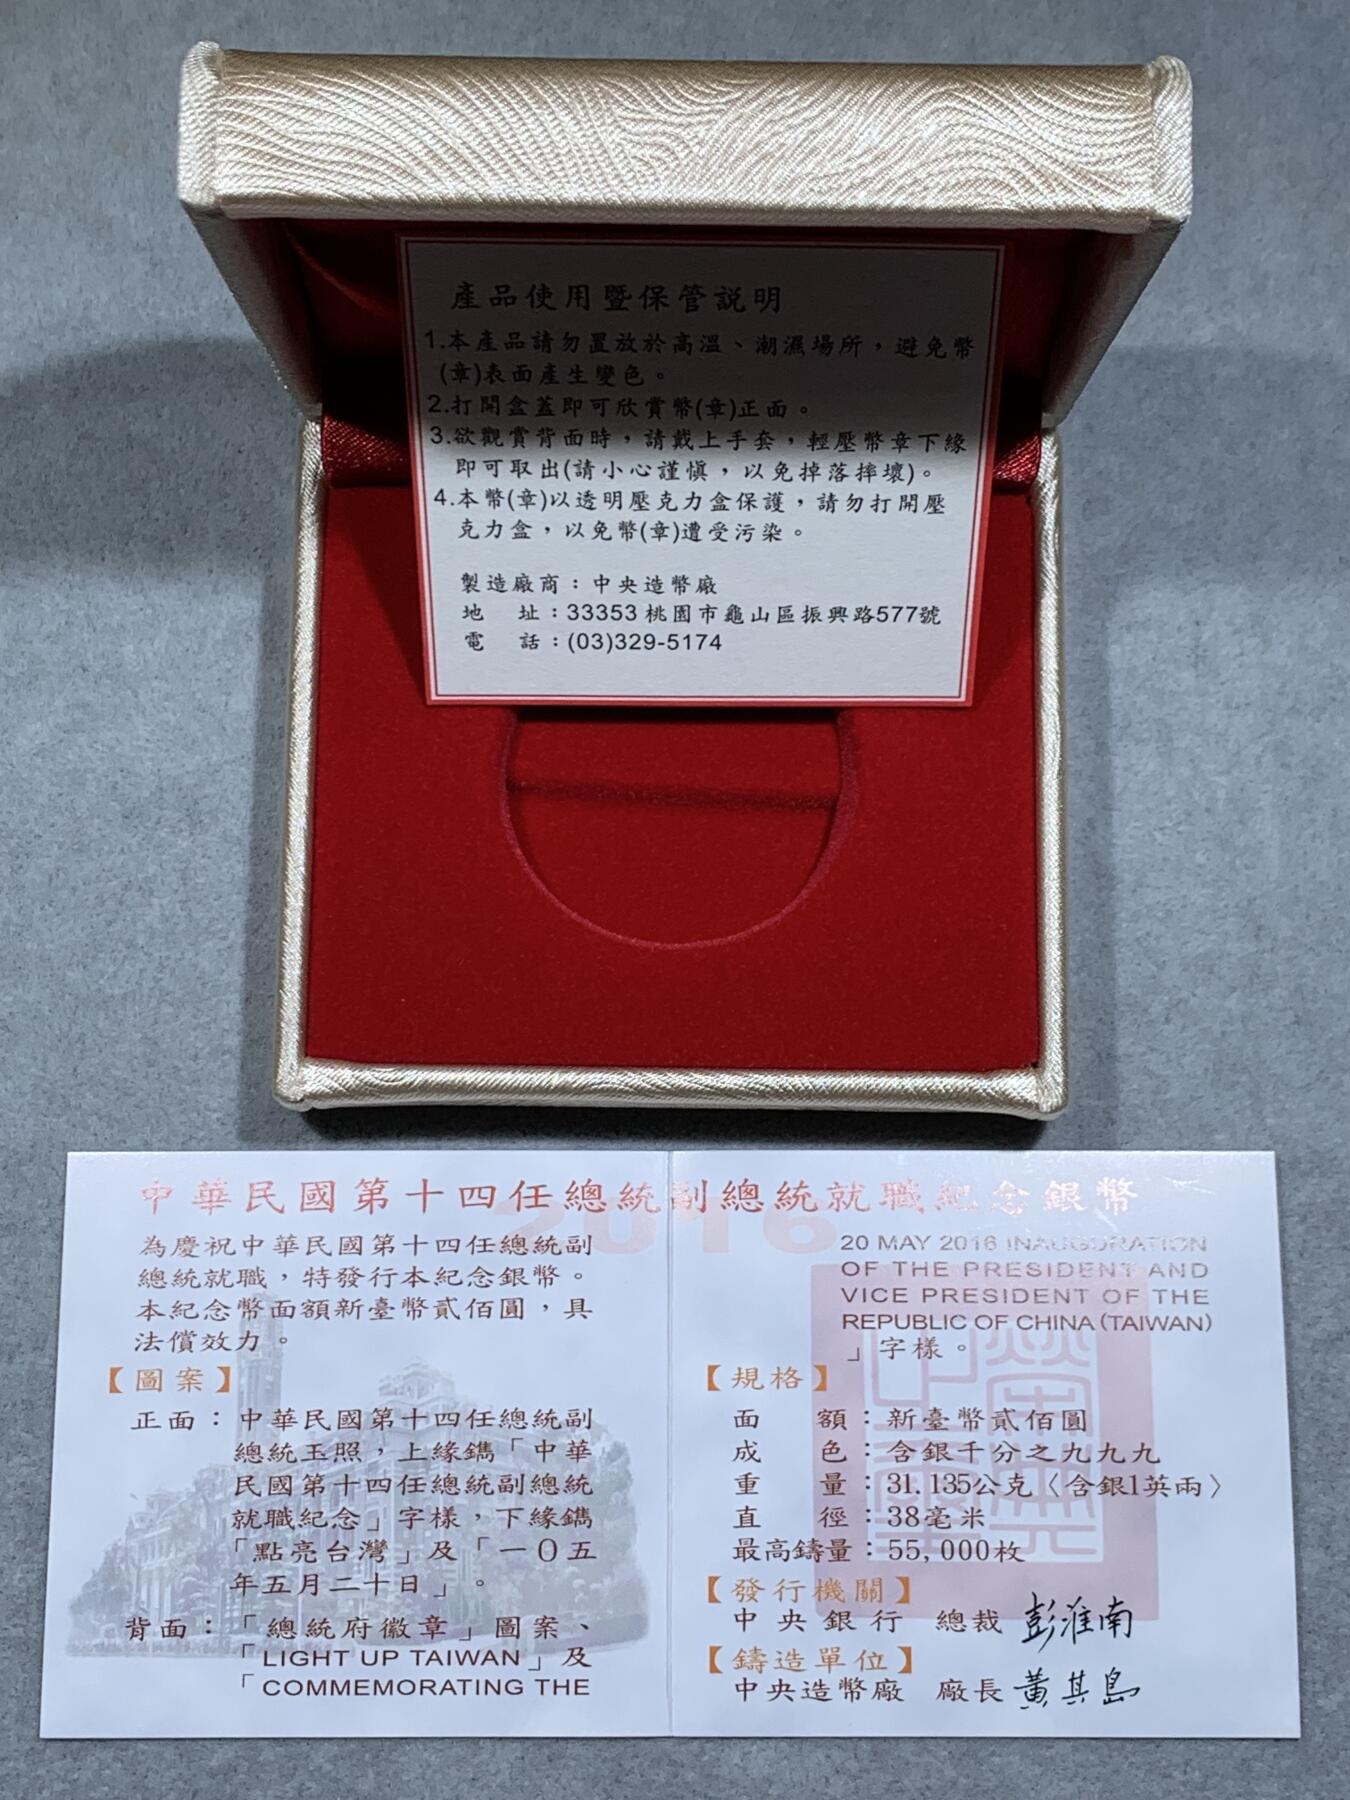 產品使用暨保管說明
1.本產品請勿置放於高溫、潮濕場所，避免幣
(章)表面產生變色。
2.打開盒蓋即可欣賞幣(章)正面。
3.欲觀賞背面時，請戴上手套，輕壓幣章下緣
即可取出(請小心謹慎，以免掉落摔壞)。
4.本幣(章)以透明壓克力盒保護，請勿打開壓
克力盒，以免幣(章)遭受污染。
製造廠商：中央造幣廠
地　址：33353桃園市龜山區振興路577號
電　話：(03)329-5174
2016
中華民國第十四任總統副總統就職紀念銀幣
為慶祝中華民國第十四任總統副
總統就職，特發行本紀念銀幣。
本紀念幣面額新臺幣貳佰圓，具
法償效力。
【圖案】
正面：中華民國第十四任總統副
總統玉照，上緣鐫「中華
民國第十四任總統副總統
就職紀念」字樣，下緣鐫
「點亮台灣」及「一０五
年五月二十日」。
背面：「總統府徽章」圖案、
「LIGHT UP TAIWAN」及
「COMMEMORATING THE
20 MAY 2016 INAUGURATION
OF THE PRESIDENT AND
VICE PRESIDENT OF THE
REPUBLIC OF CHINA (TAIWAN)
」字樣。
【規格】
面　額：新臺幣貳佰圓
成　色：含銀千分之九九九
重　量：31.135公克〈含銀1英兩〉
直　徑：38毫米
最高鑄量：55,000枚
【發行機關】
中央銀行 總裁 彭淮南
【鑄造單位】
中央造幣廠 廠長 黃其島